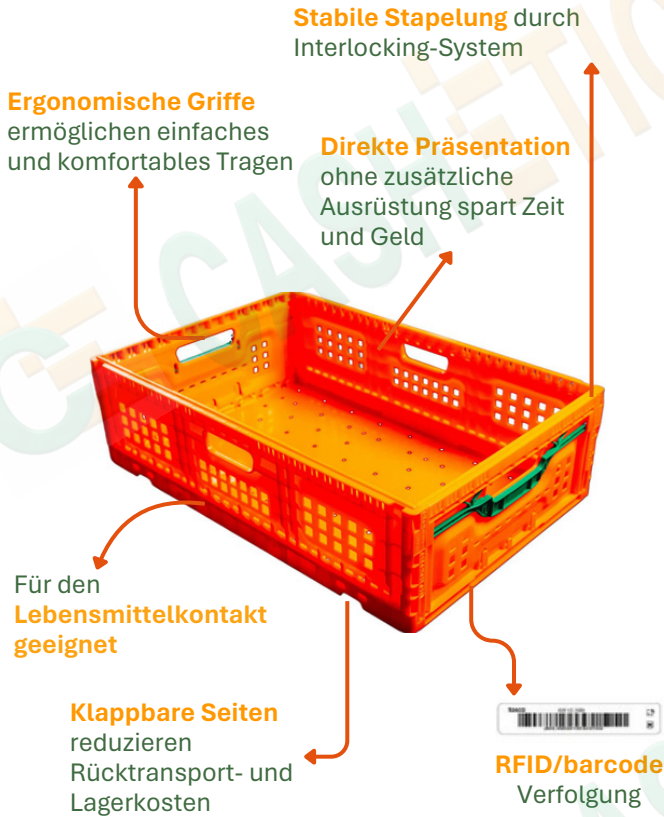 Stabile Stapelung durch
Interlocking-System
Ergonomische Griffe
ermöglichen einfaches
und komfortables Tragen
Direkte Präsentation
ohne zusätzliche
Ausrüstung spart Zeit
und Geld
Für den
Lebensmittelkontakt
geeignet
Klappbare Seiten
reduzieren
Rücktransport- und
Lagerkosten
RFID/barcode
Verfolgung
CASHETIC